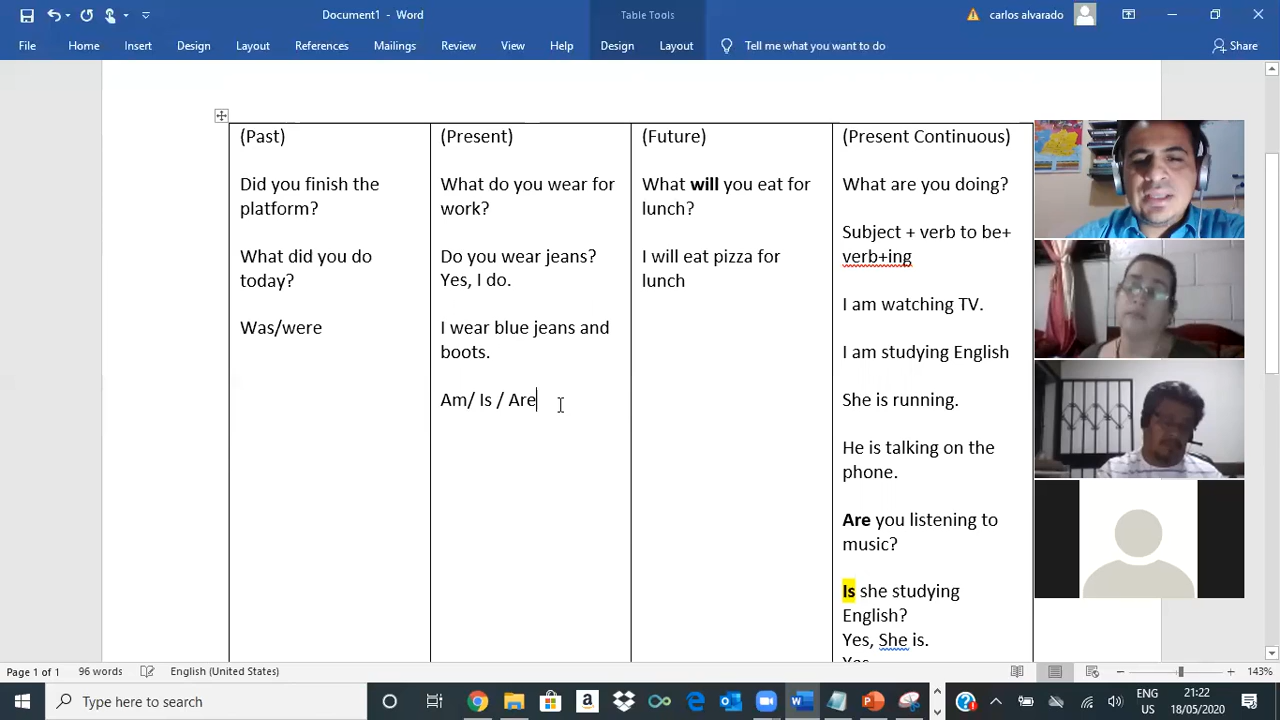 Document1 - Word
Table Tools
carlos alvarado
File Home Insert Design Layout References Mailings Review View Help Design Layout Tell me what you want to do Share
(Past)
Did you finish the
platform?
What did you do
today?
Was/were
(Present)
What do you wear for
work?
Do you wear jeans?
Yes, I do.
I wear blue jeans and
boots.
Am/ Is / Are
(Future)
What will you eat for
lunch?
I will eat pizza for
lunch
(Present Continuous)
What are you doing?
Subject + verb to be+
verb+ing
I am watching TV.
I am studying English
She is running.
He is talking on the
phone.
Are you listening to
music?
Is she studying
English?
Yes, She is.
Page 1 of 1 96 words English (United States) 143%
Type here to search
ENG
US
21:22
18/05/2020